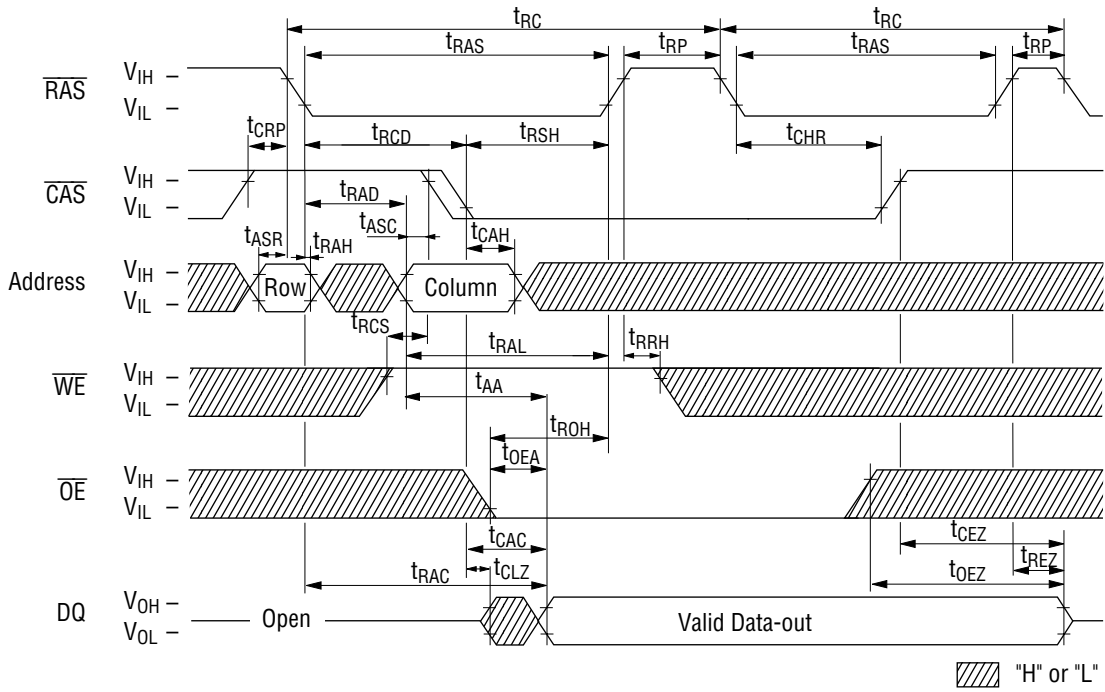 tRC tRC
tRAS tRP tRAS tRP
RAS VIH –
VIL –
tCRP tRCD tRSH tCHR
CAS VIH –
VIL –
tRAD
tASC
tCAH
tASR tRAH
Address VIH –
VIL –
Row Column
tRCS
tRAL tRRH
WE VIH –
VIL –
tAA
tROH
tOEA
OE VIH –
VIL –
tCAC tCEZ
tRAC tCLZ tREZ
tOEZ
DQ VOH –
VOL –
Open Valid Data-out
"H" or "L"